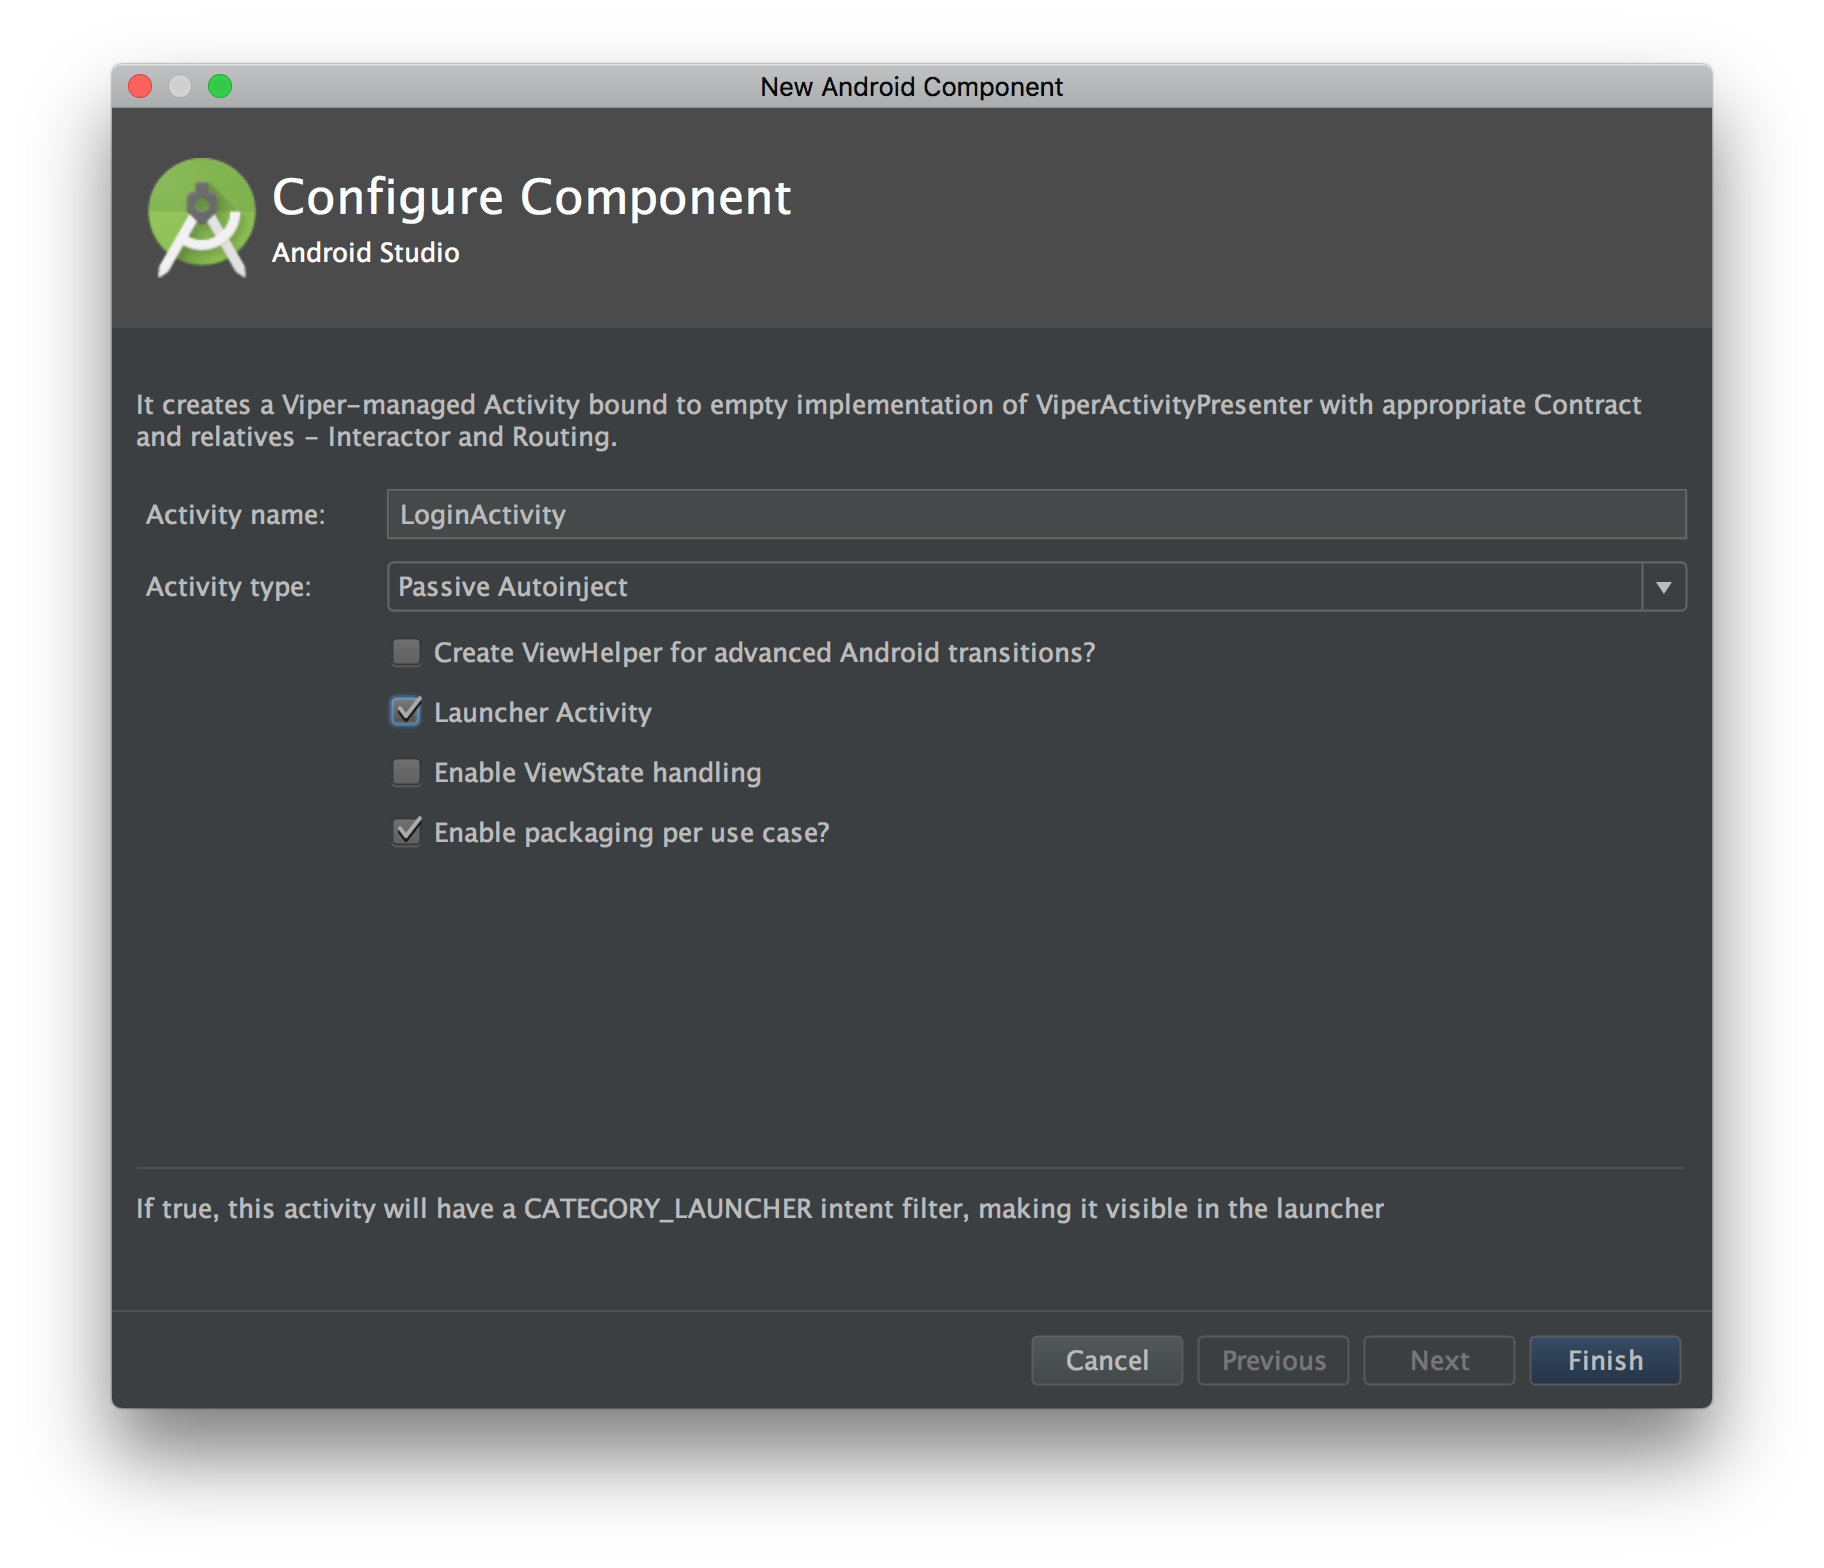 New Android Component
Configure Component
Android Studio
It creates a Viper-managed Activity bound to empty implementation of ViperActivityPresenter with appropriate Contract
and relatives - Interactor and Routing.
Activity name: LoginActivity
Activity type: Passive Autoinject
Create ViewHelper for advanced Android transitions?
Launcher Activity
Enable ViewState handling
Enable packaging per use case?
If true, this activity will have a CATEGORY_LAUNCHER intent filter, making it visible in the launcher
Cancel Previous Next Finish